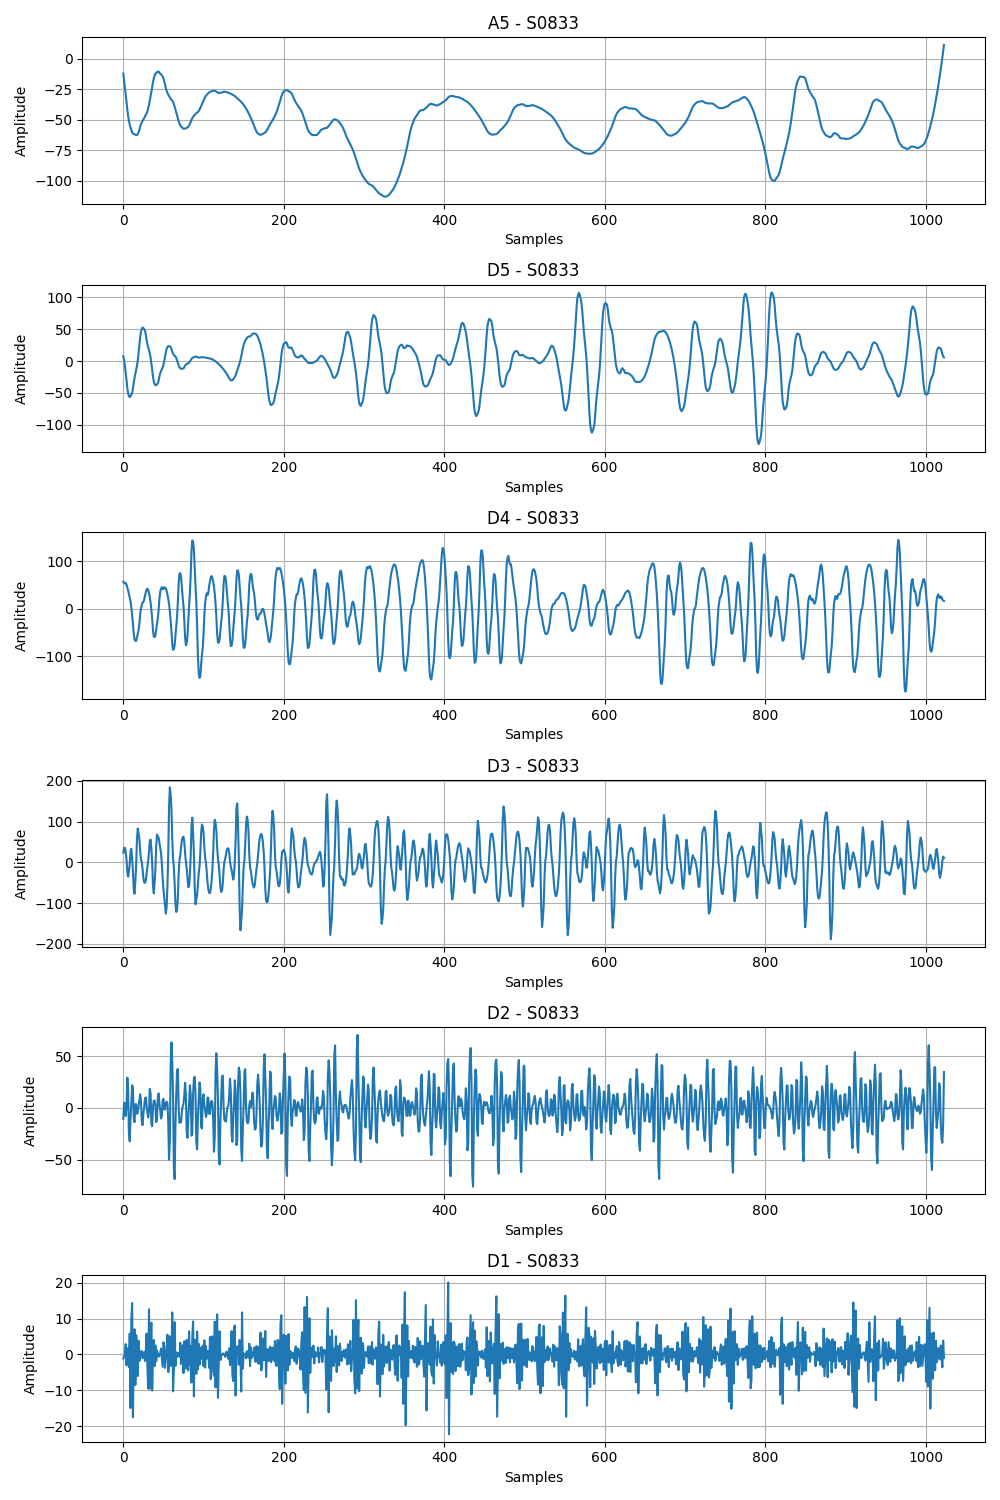 A5 - S0833
0
−25
−50
−75
−100
Amplitude
0 200 400 600 800 1000
Samples
D5 - S0833
100
50
0
−50
−100
Amplitude
0 200 400 600 800 1000
Samples
D4 - S0833
100
0
−100
Amplitude
0 200 400 600 800 1000
Samples
D3 - S0833
200
100
0
−100
−200
Amplitude
0 200 400 600 800 1000
Samples
D2 - S0833
50
0
−50
Amplitude
0 200 400 600 800 1000
Samples
D1 - S0833
20
10
0
−10
−20
Amplitude
0 200 400 600 800 1000
Samples